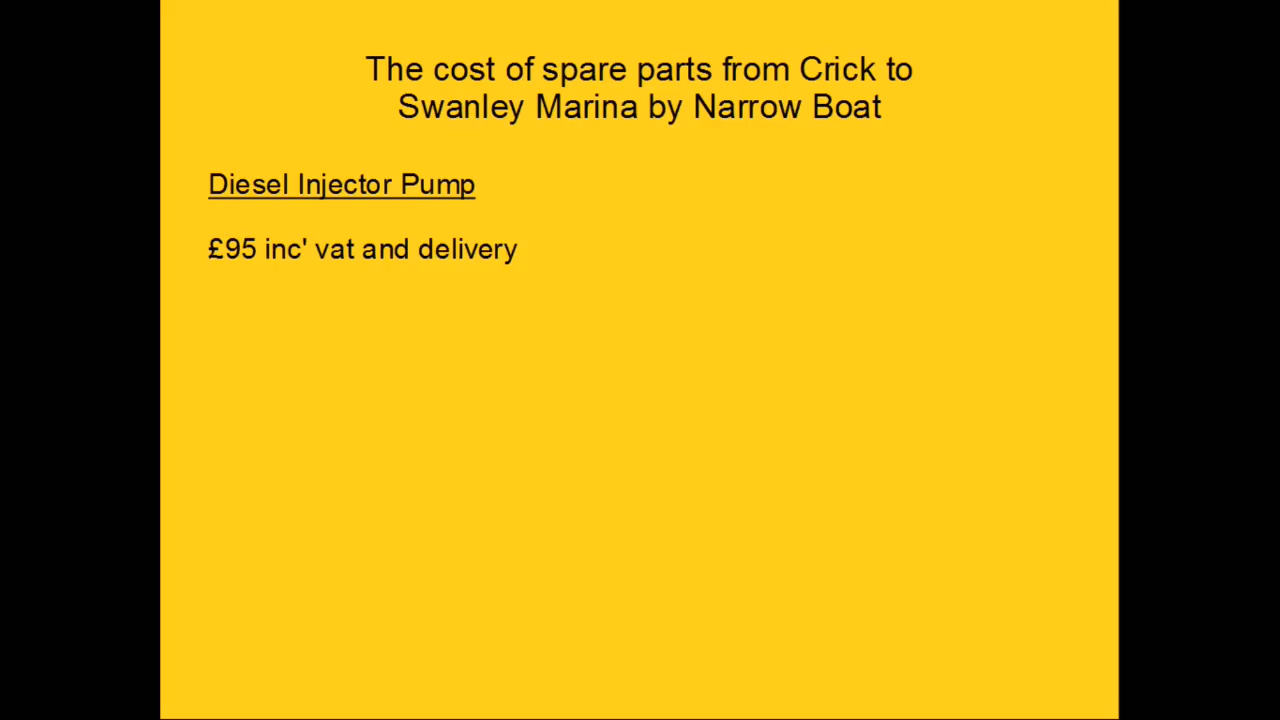 The cost of spare parts from Crick to
Swanley Marina by Narrow Boat
Diesel Injector Pump
£95 inc' vat and delivery